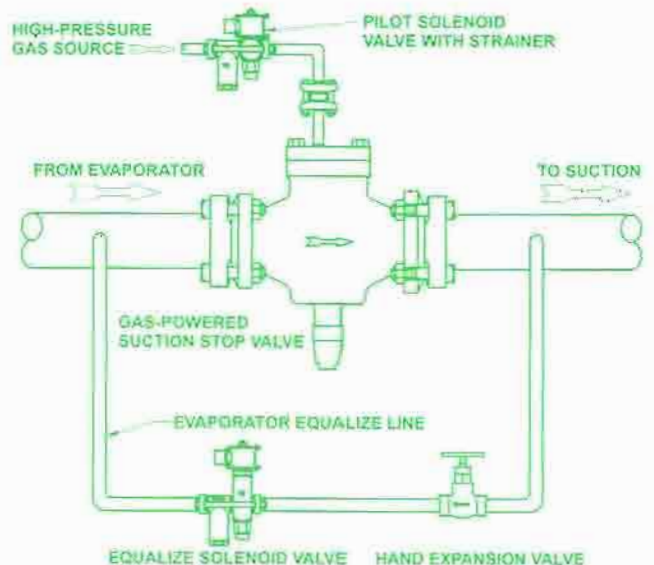 HIGH-PRESSURE
GAS SOURCE
PILOT SOLENOID
VALVE WITH STRAINER
FROM EVAPORATOR
TO SUCTION
GAS-POWERED
SUCTION STOP VALVE
EVAPORATOR EQUALIZE LINE
EQUALIZE SOLENOID VALVE
HAND EXPANSION VALVE